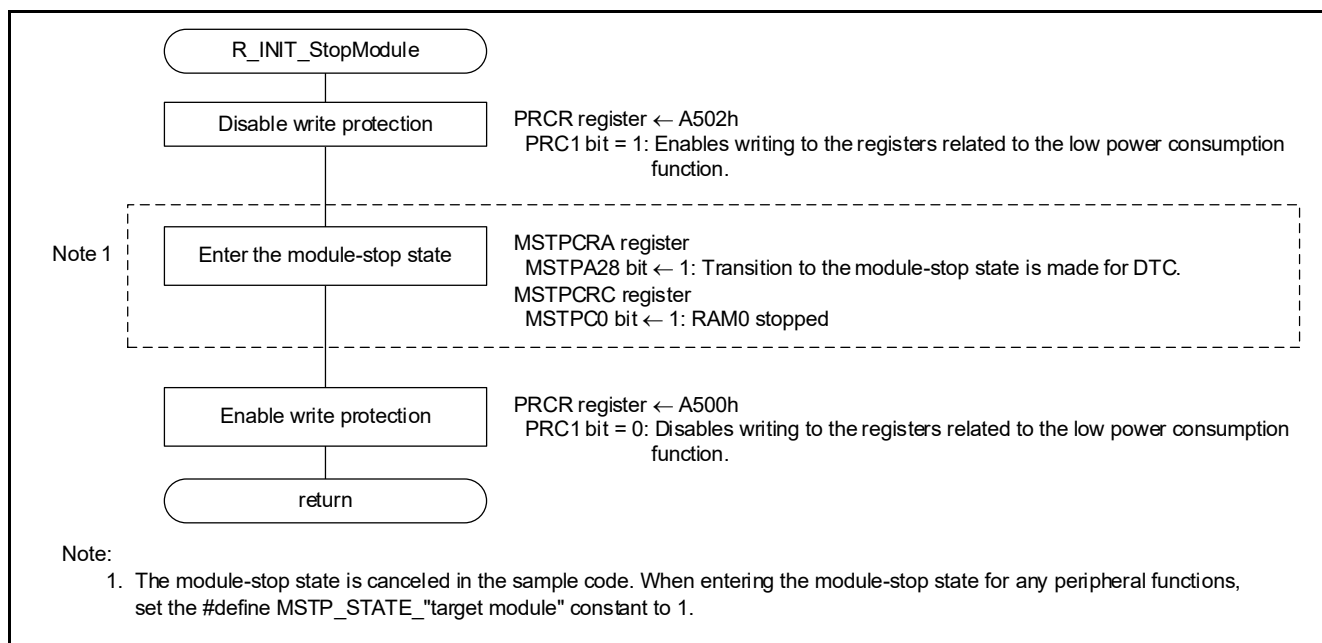 R_INIT_StopModule
Disable write protection
PRCR register ← A502h
PRC1 bit = 1: Enables writing to the registers related to the low power consumption
function.
Note 1
Enter the module-stop state
MSTPCRA register
MSTPA28 bit ← 1: Transition to the module-stop state is made for DTC.
MSTPCRC register
MSTPC0 bit ← 1: RAM0 stopped
Enable write protection
PRCR register ← A500h
PRC1 bit = 0: Disables writing to the registers related to the low power consumption
function.
return
Note:
1. The module-stop state is canceled in the sample code. When entering the module-stop state for any peripheral functions,
set the #define MSTP_STATE_"target module" constant to 1.